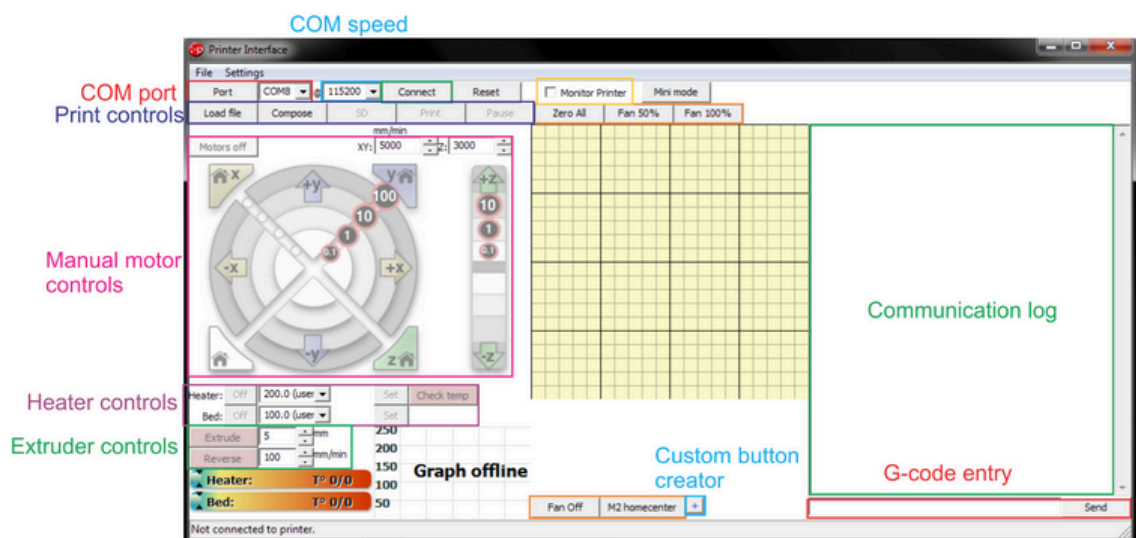 COM speed
Printer Interface
File Settings
COM port
Port COM8 @ 115200 Connect Reset Monitor Printer Mini mode
Print controls
Load file Compose SD Print Pause Zero All Fan 50% Fan 100%
mm/min
Motors off XY: 5000 Z: 3000
x +y y 100 +z
10 10
1 1
0.1 0.1
-x +x
Manual motor
controls
Communication log
-y z -z
Heater controls
Heater: Off 200.0 (user Set Check temp
Bed: Off 100.0 (user Set
Extruder controls
Extrude 5 mm 250
Reverse 100 mm/min 200
150 Graph offline
Heater: T° 0/0 100
Bed: T° 0/0 50
Custom button
creator
G-code entry
Fan Off M2 homecenter + Send
Not connected to printer.